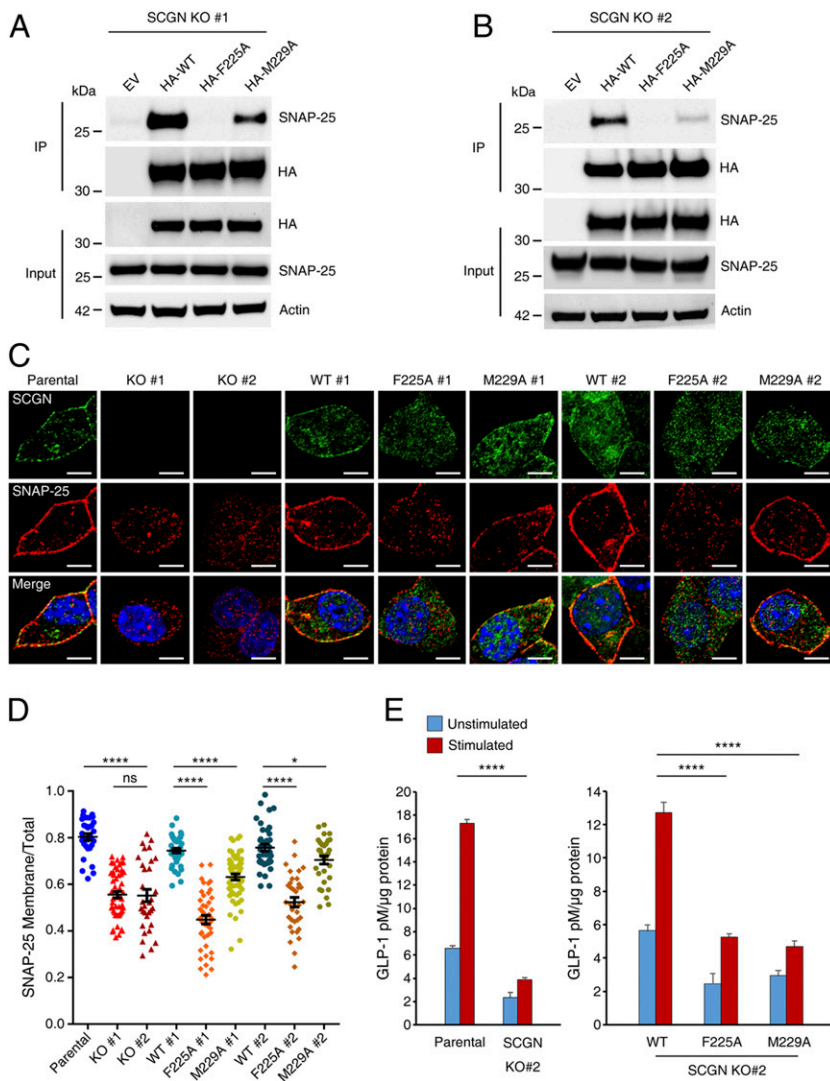 A
SCGN KO #1
EV
HA-WT
HA-F225A
HA-M229A
kDa
25
SNAP-25
IP
30
HA
30
HA
Input
25
SNAP-25
42
Actin
B
SCGN KO #2
EV
HA-WT
HA-F225A
HA-M229A
kDa
25
SNAP-25
IP
30
HA
30
HA
Input
25
SNAP-25
42
Actin
C
Parental KO #1 KO #2 WT #1 F225A #1 M229A #1 WT #2 F225A #2 M229A #2
SCGN
SNAP-25
Merge
D
**** **** *
ns **** ****
SNAP-25 Membrane/Total
1.0
0.8
0.6
0.4
0.2
0
Parental
KO #1
KO #2
WT #1
F225A #1
M229A #1
WT #2
F225A #2
M229A #2
E
Unstimulated
Stimulated
****
GLP-1 pM/μg protein
18
16
14
12
10
8
6
4
2
0
Parental SCGN
KO#2
****
****
GLP-1 pM/μg protein
14
12
10
8
6
4
2
0
WT F225A M229A
SCGN KO#2